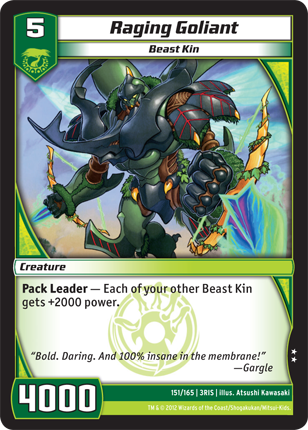 5
Raging Goliant
Beast Kin
Creature
Pack Leader — Each of your other Beast Kin
gets +2000 power.
"Bold. Daring. And 100% insane in the membrane!"
—Gargle
4000
151/165 | 3RIS | illus. Atsushi Kawasaki
TM & © 2012 Wizards of the Coast/Shogakukan/Mitsui-Kids